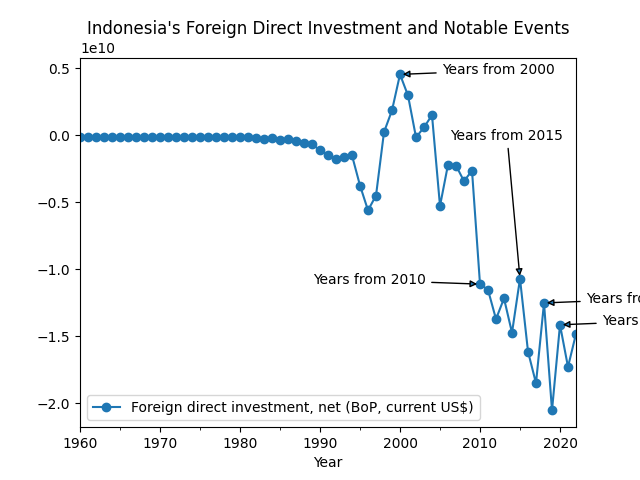 Indonesia's Foreign Direct Investment and Notable Events
1e10
0.5
0.0
−0.5
−1.0
−1.5
−2.0
Years from 2000
Years from 2015
Years from 2010
Years fro
Years
Foreign direct investment, net (BoP, current US$)
1960 1970 1980 1990 2000 2010 2020
Year